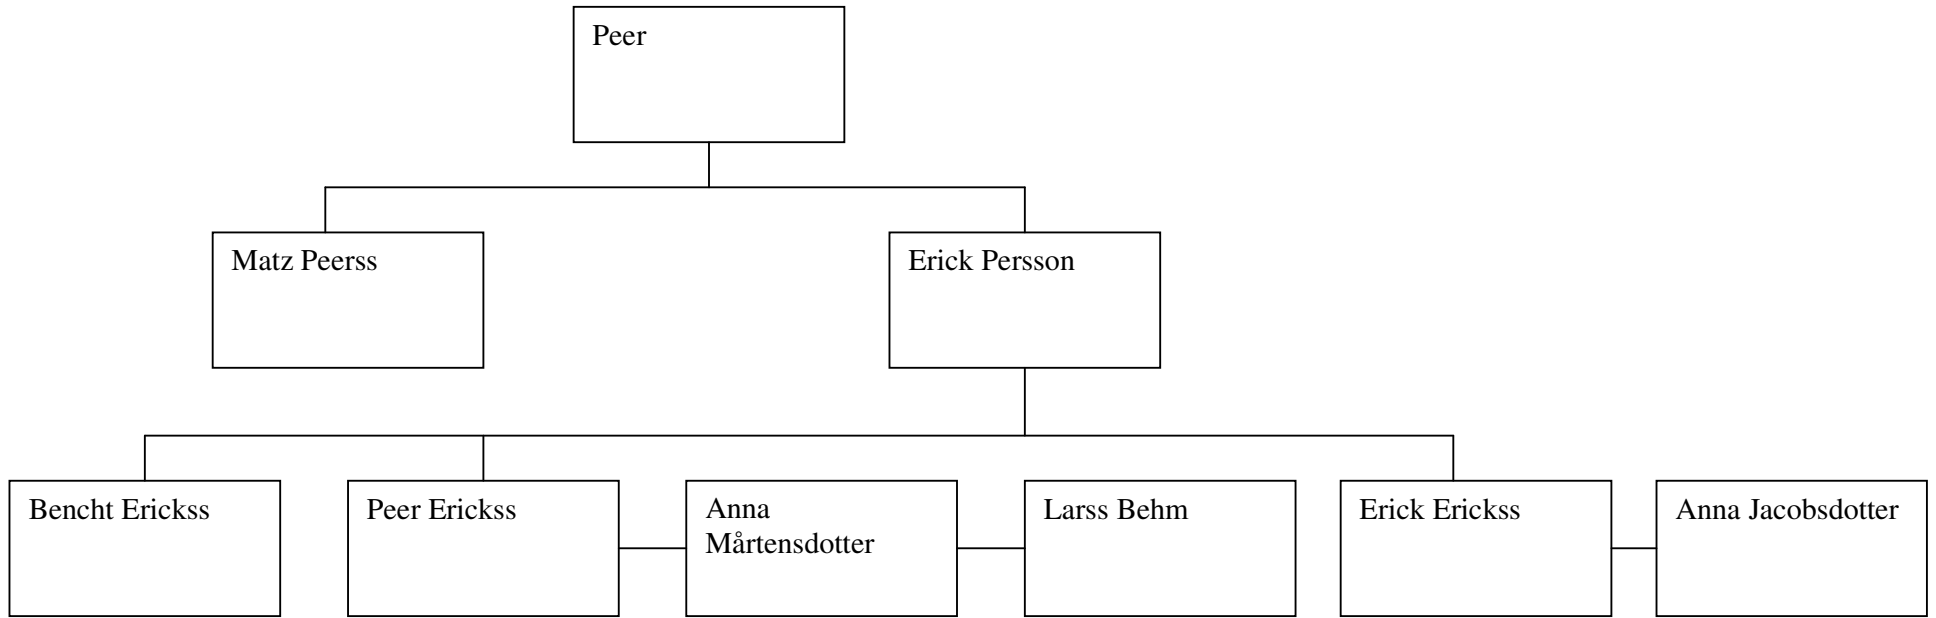 Peer
Matz Peerss
Erick Persson
Bencht Erickss
Peer Erickss
Anna
Mårtensdotter
Larss Behm
Erick Erickss
Anna Jacobsdotter